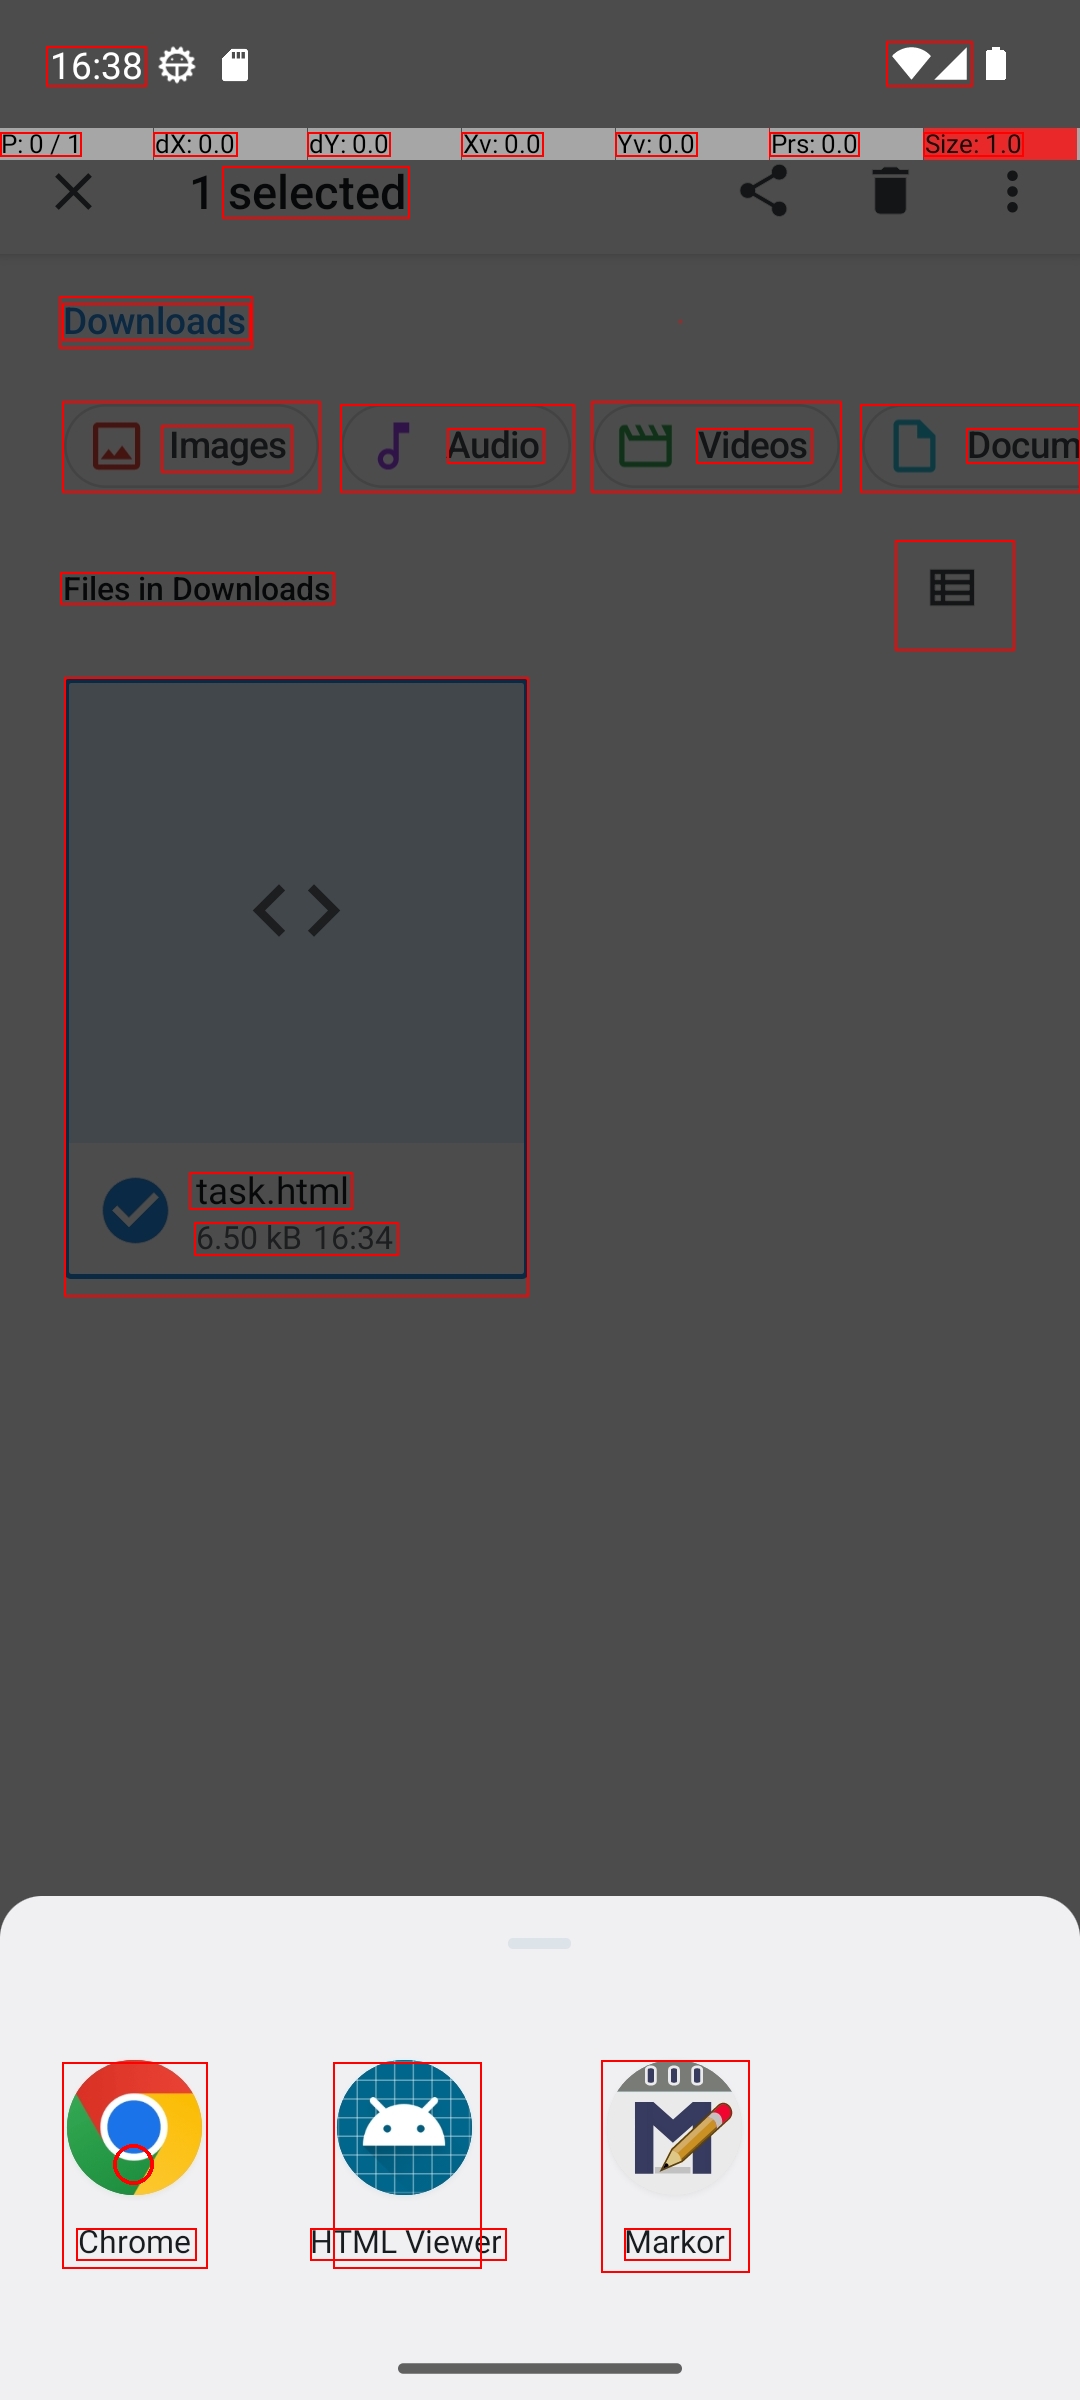 16:38
P: 0 / 1 dX: 0.0 dY: 0.0 Xv: 0.0 Yv: 0.0 Prs: 0.0 Size: 1.0
1 selected
Downloads
Images Audio Videos Docum
Files in Downloads
task.html
6.50 kB 16:34
Chrome HTML Viewer Markor